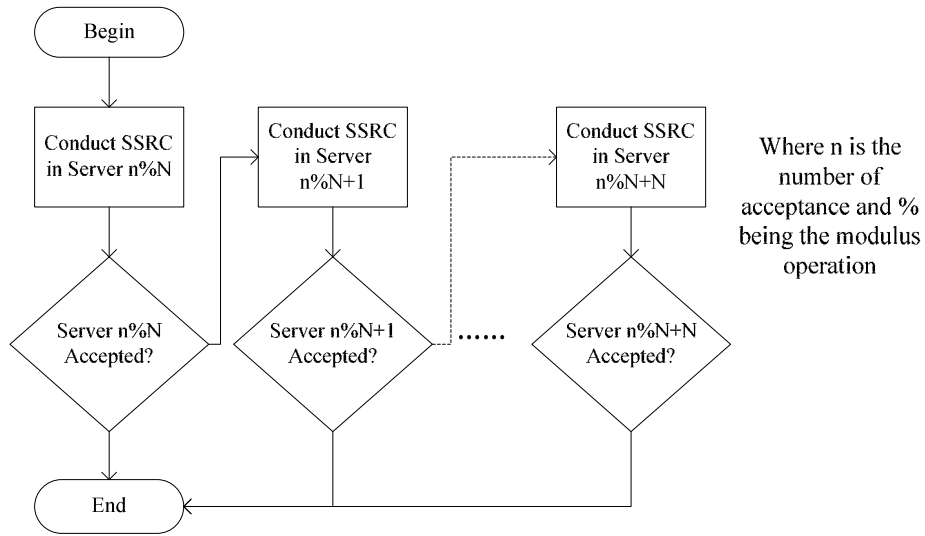 Begin
Conduct SSRC
in Server n%N
Conduct SSRC
in Server
n%N+1
Conduct SSRC
in Server
n%N+N
Where n is the
number of
acceptance and %
being the modulus
operation
Server n%N
Accepted?
Server n%N+1
Accepted?
......
Server n%N+N
Accepted?
End